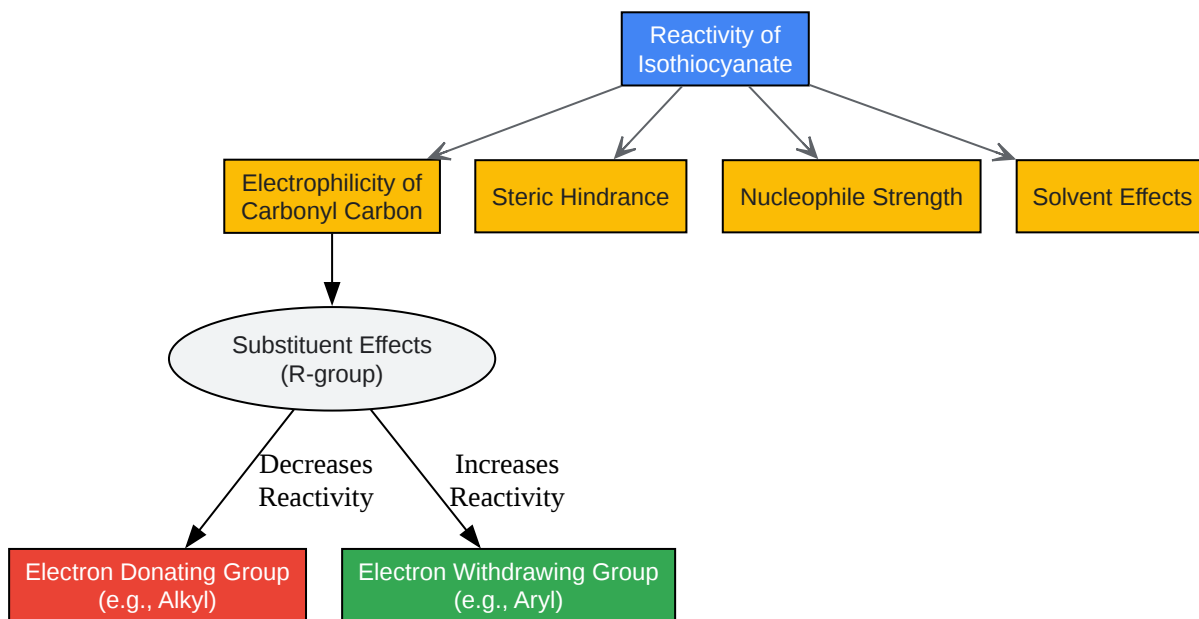 Reactivity of
Isothiocyanate
Electrophilicity of
Carbonyl Carbon
Steric Hindrance
Nucleophile Strength
Solvent Effects
Substituent Effects
(R-group)
Decreases
Reactivity
Increases
Reactivity
Electron Donating Group
(e.g., Alkyl)
Electron Withdrawing Group
(e.g., Aryl)